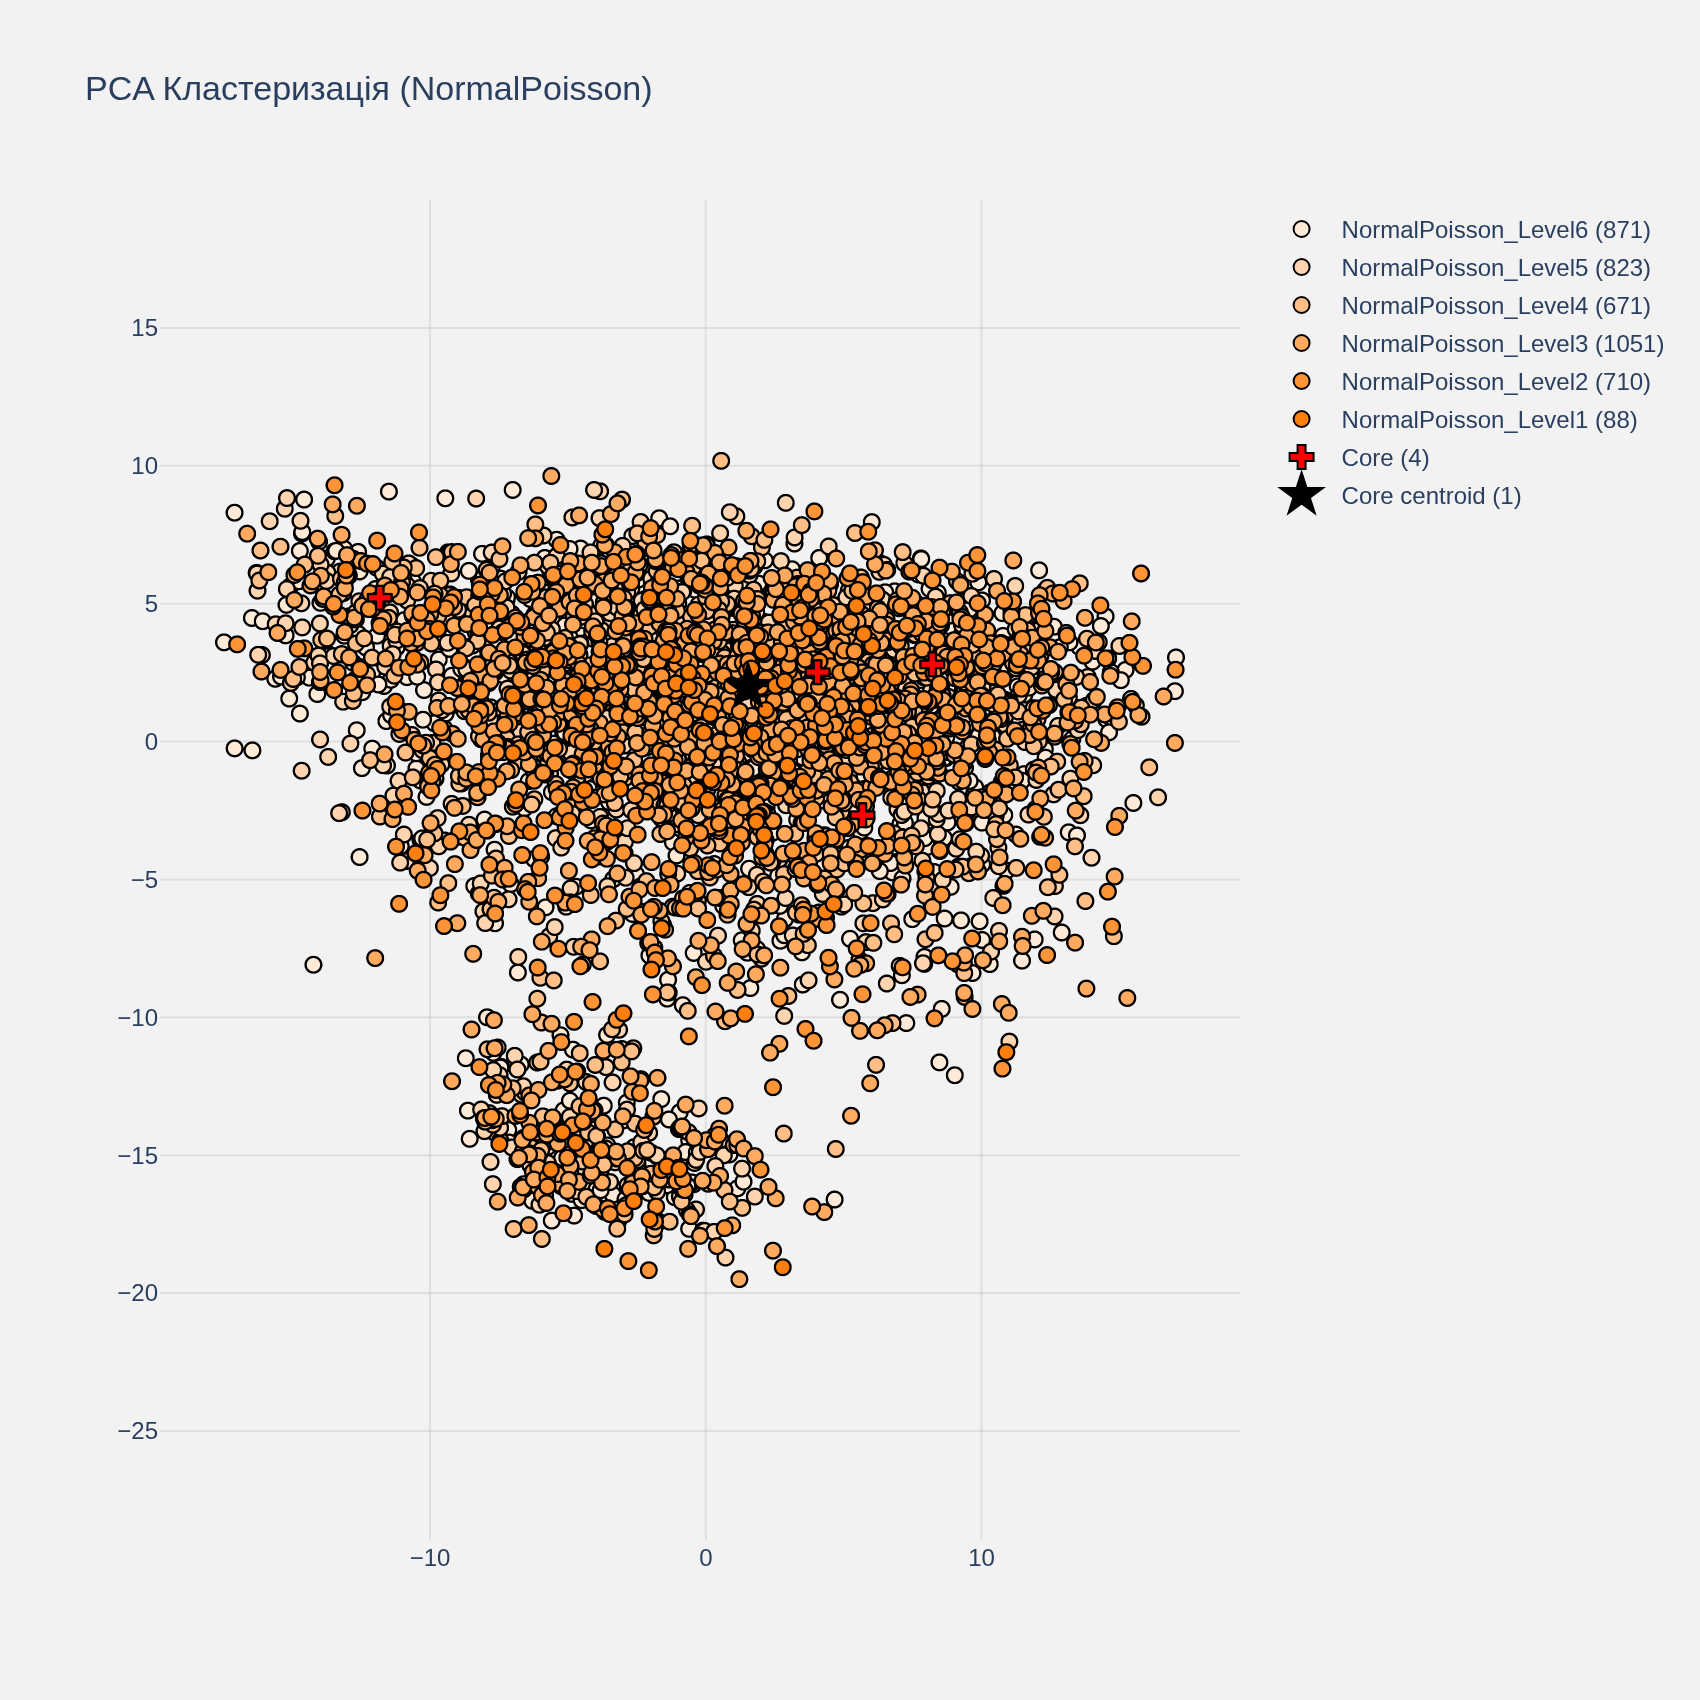 PCA Кластеризація (NormalPoisson)
NormalPoisson_Level6 (871)
NormalPoisson_Level5 (823)
NormalPoisson_Level4 (671)
NormalPoisson_Level3 (1051)
NormalPoisson_Level2 (710)
NormalPoisson_Level1 (88)
Core (4)
Core centroid (1)
15
10
5
0
−5
−10
−15
−20
−25
−10 0 10